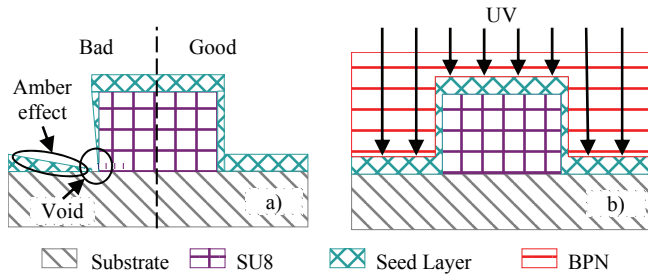 UV
Bad Good
Amber
effect
Void
a)
b)
Substrate SU8 Seed Layer BPN